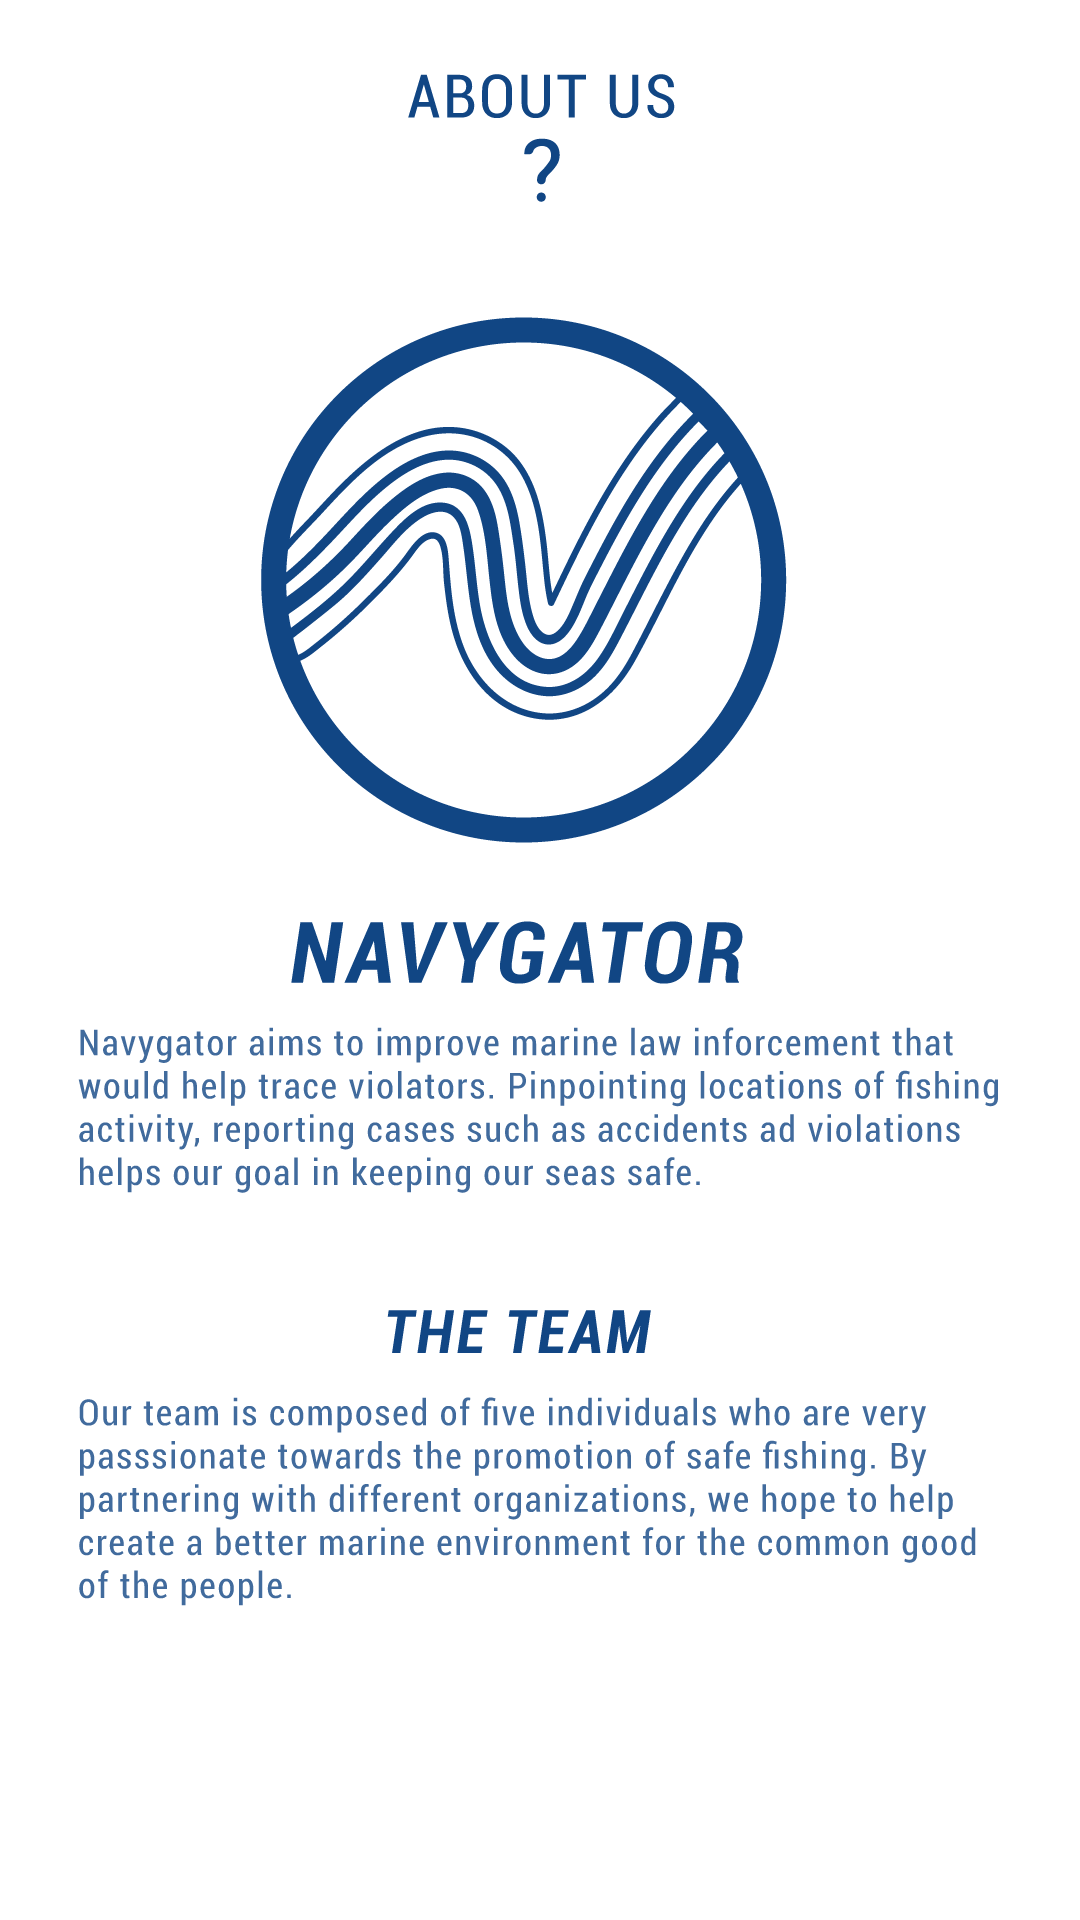 ABOUT US
?
NAVYGATOR
Navygator aims to improve marine law inforcement that
would help trace violators. Pinpointing locations of fishing
activity, reporting cases such as accidents ad violations
helps our goal in keeping our seas safe.
THE TEAM
Our team is composed of five individuals who are very
passsionate towards the promotion of safe fishing. By
partnering with different organizations, we hope to help
create a better marine environment for the common good
of the people.